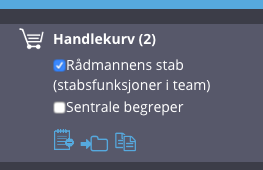 Handlekurv (2)
Rådmannens stab
(stabsfunksjoner i team)
Sentrale begreper